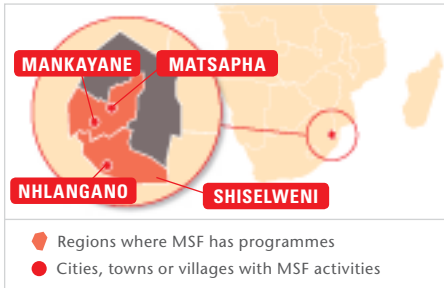 MANKAYANE
MATSAPHA
NHLANGANO
SHISELWENI
Regions where MSF has programmes
Cities, towns or villages with MSF activities